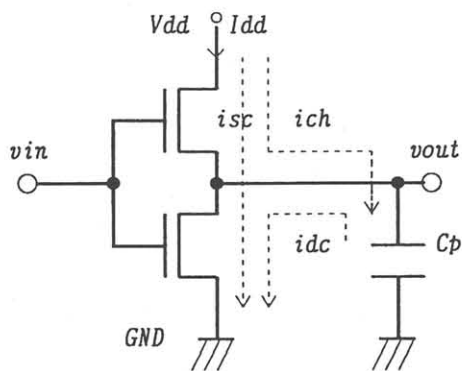 Vdd Idd
isc ich
vin
vout
idc
Cp
GND